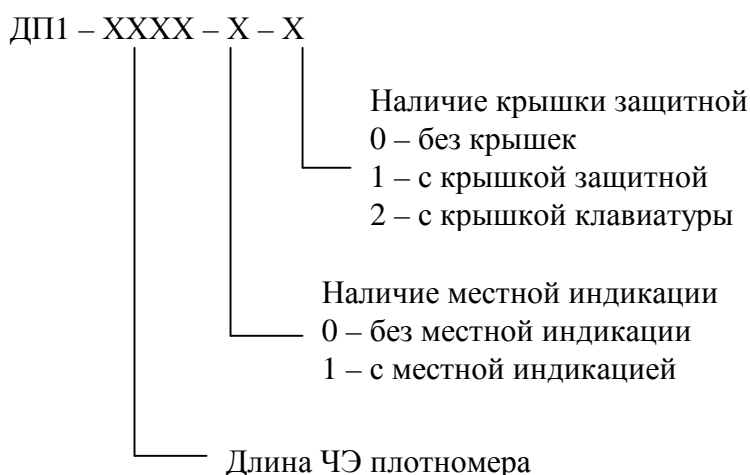 ДП1 – ХХХХ – Х – Х
Наличие крышки защитной
0 – без крышек
1 – с крышкой защитной
2 – с крышкой клавиатуры
Наличие местной индикации
0 – без местной индикации
1 – с местной индикацией
Длина ЧЭ плотномера